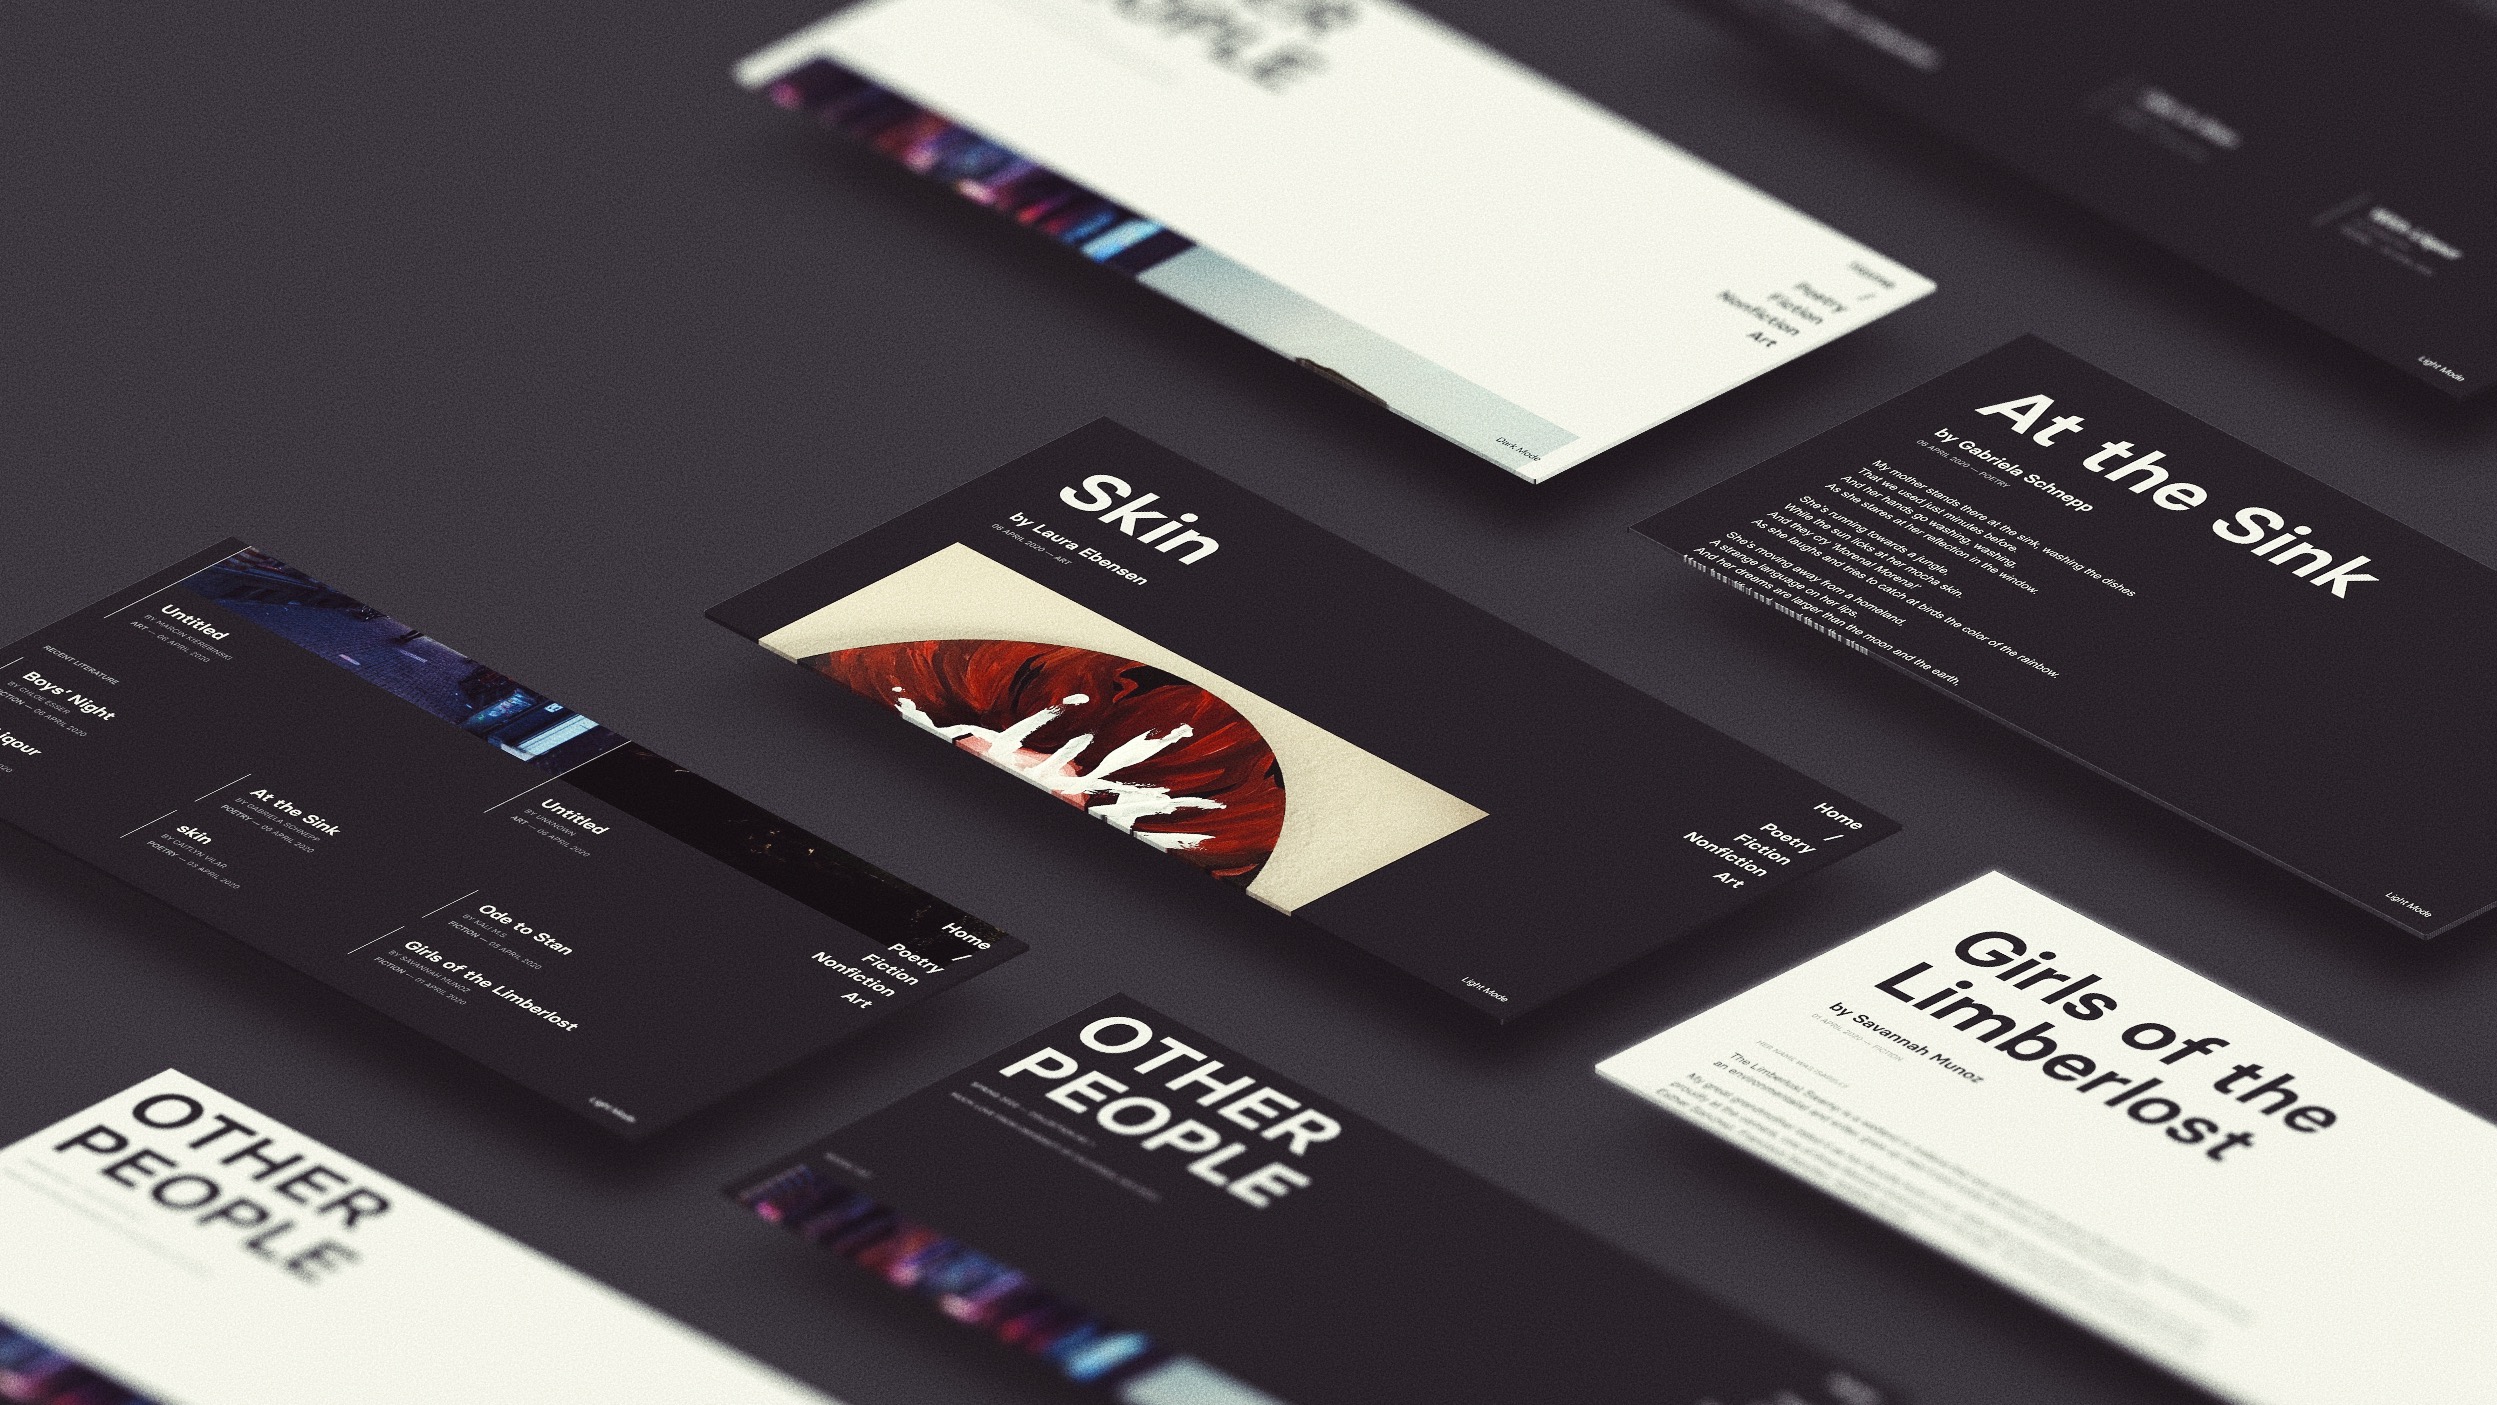 PEOPLE
Home
/
Poetry
Fiction
Nonfiction
Art
Dark Mode
Light Mode
At the Sink
by Gabriela Schnepp
06 APRIL 2020 — POETRY
My mother stands there at the sink, washing the dishes
That we used just minutes before.
And her hands go washing, washing,
As she stares at her reflection in the window.
She's running towards a jungle,
While the sun licks at her mocha skin.
And they cry 'Morena! Morena!'
As she laughs and tries to catch at birds the color of the rainbow.
She's moving away from a homeland,
A strange language on her lips.
And her dreams are larger than the moon and the earth,
Light Mode
Skin
by Laura Ebensen
06 APRIL 2020 — ART
Home
/
Poetry
Fiction
Nonfiction
Art
Light Mode
Untitled
BY MARCIN KIEREBINSKI
ART — 06 APRIL 2020
RECENT LITERATURE
Boys' Night
BY CHLOE ESSER
FICTION — 06 APRIL 2020
Liqour
At the Sink
BY GABRIELA SCHNEPP
POETRY — 06 APRIL 2020
skin
BY CAITLYN VILAR
POETRY — 03 APRIL 2020
Untitled
BY UNKNOWN
ART — 06 APRIL 2020
Ode to Stan
BY KALI M.S.
FICTION — 05 APRIL 2020
Girls of the Limberlost
BY SAVANNAH MUNOZ
FICTION — 01 APRIL 2020
Home
/
Poetry
Fiction
Nonfiction
Art
Light Mode
Girls of the
Limberlost
by Savannah Munoz
01 APRIL 2020 — FICTION
OTHER
PEOPLE
OTHER
PEOPLE